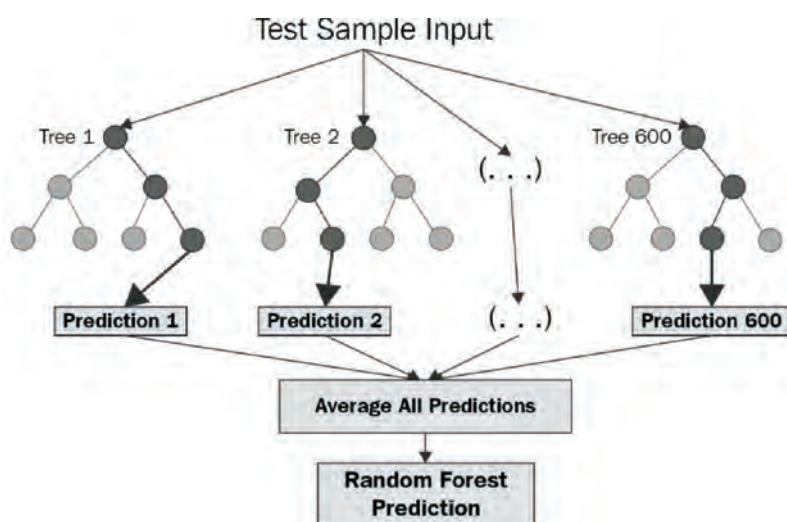 Test Sample Input
Tree 1
Tree 2
(. . .)
Tree 600
Prediction 1
Prediction 2
(. . .)
Prediction 600
Average All Predictions
Random Forest
Prediction